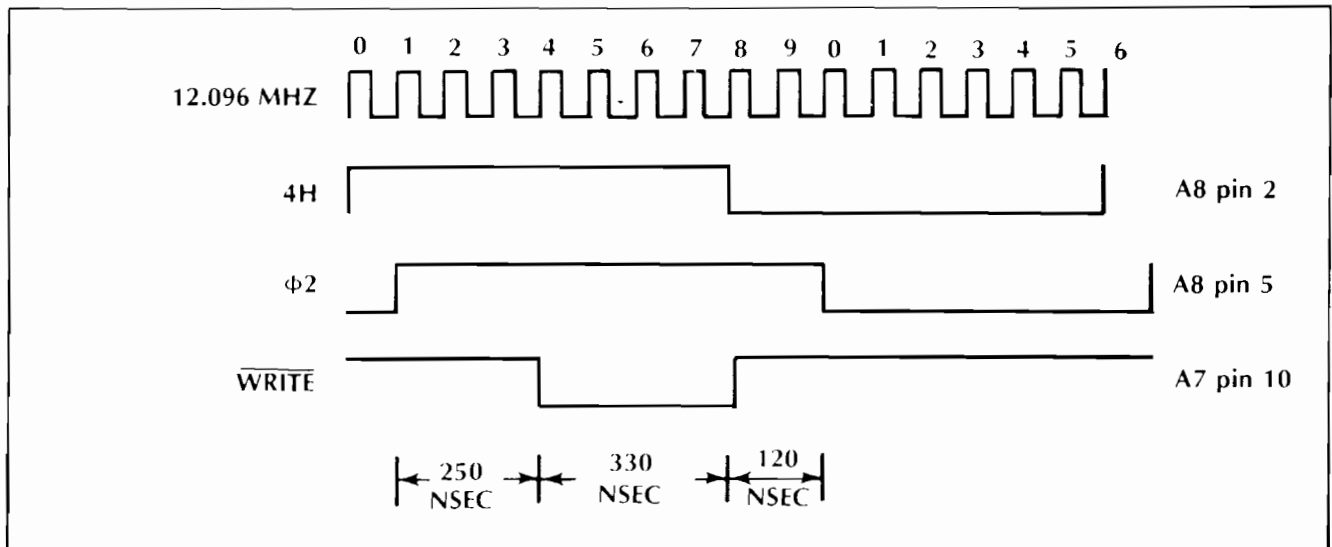 0 1 2 3 4 5 6 7 8 9 0 1 2 3 4 5 6
12.096 MHZ
4H
A8 pin 2
ϕ2
A8 pin 5
WRITE
A7 pin 10
250 NSEC
330 NSEC
120 NSEC